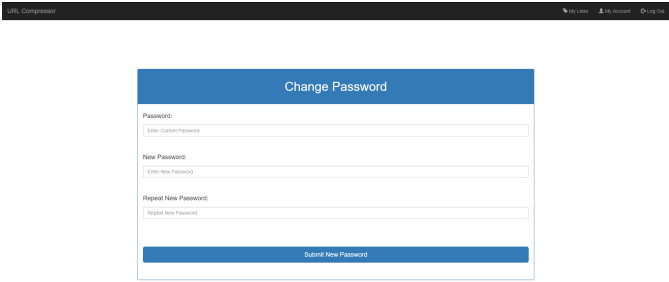 URL Compressor My Links My Account Log Out
Change Password
Password:
Enter Current Password
New Password:
Enter New Password
Repeat New Password:
Repeat New Password
Submit New Password